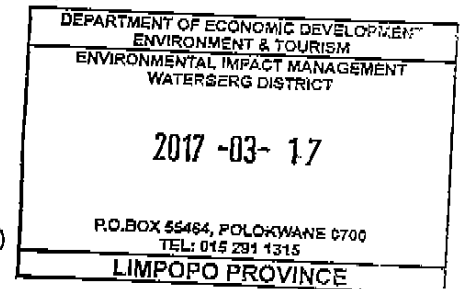 DEPARTMENT OF ECONOMIC DEVELOPMENT
ENVIRONMENT & TOURISM
ENVIRONMENTAL IMPACT MANAGEMENT
WATERBERG DISTRICT
2017 -03- 17
P.O.BOX 55464, POLOKWANE 0700
TEL: 015 291 1315
)
LIMPOPO PROVINCE